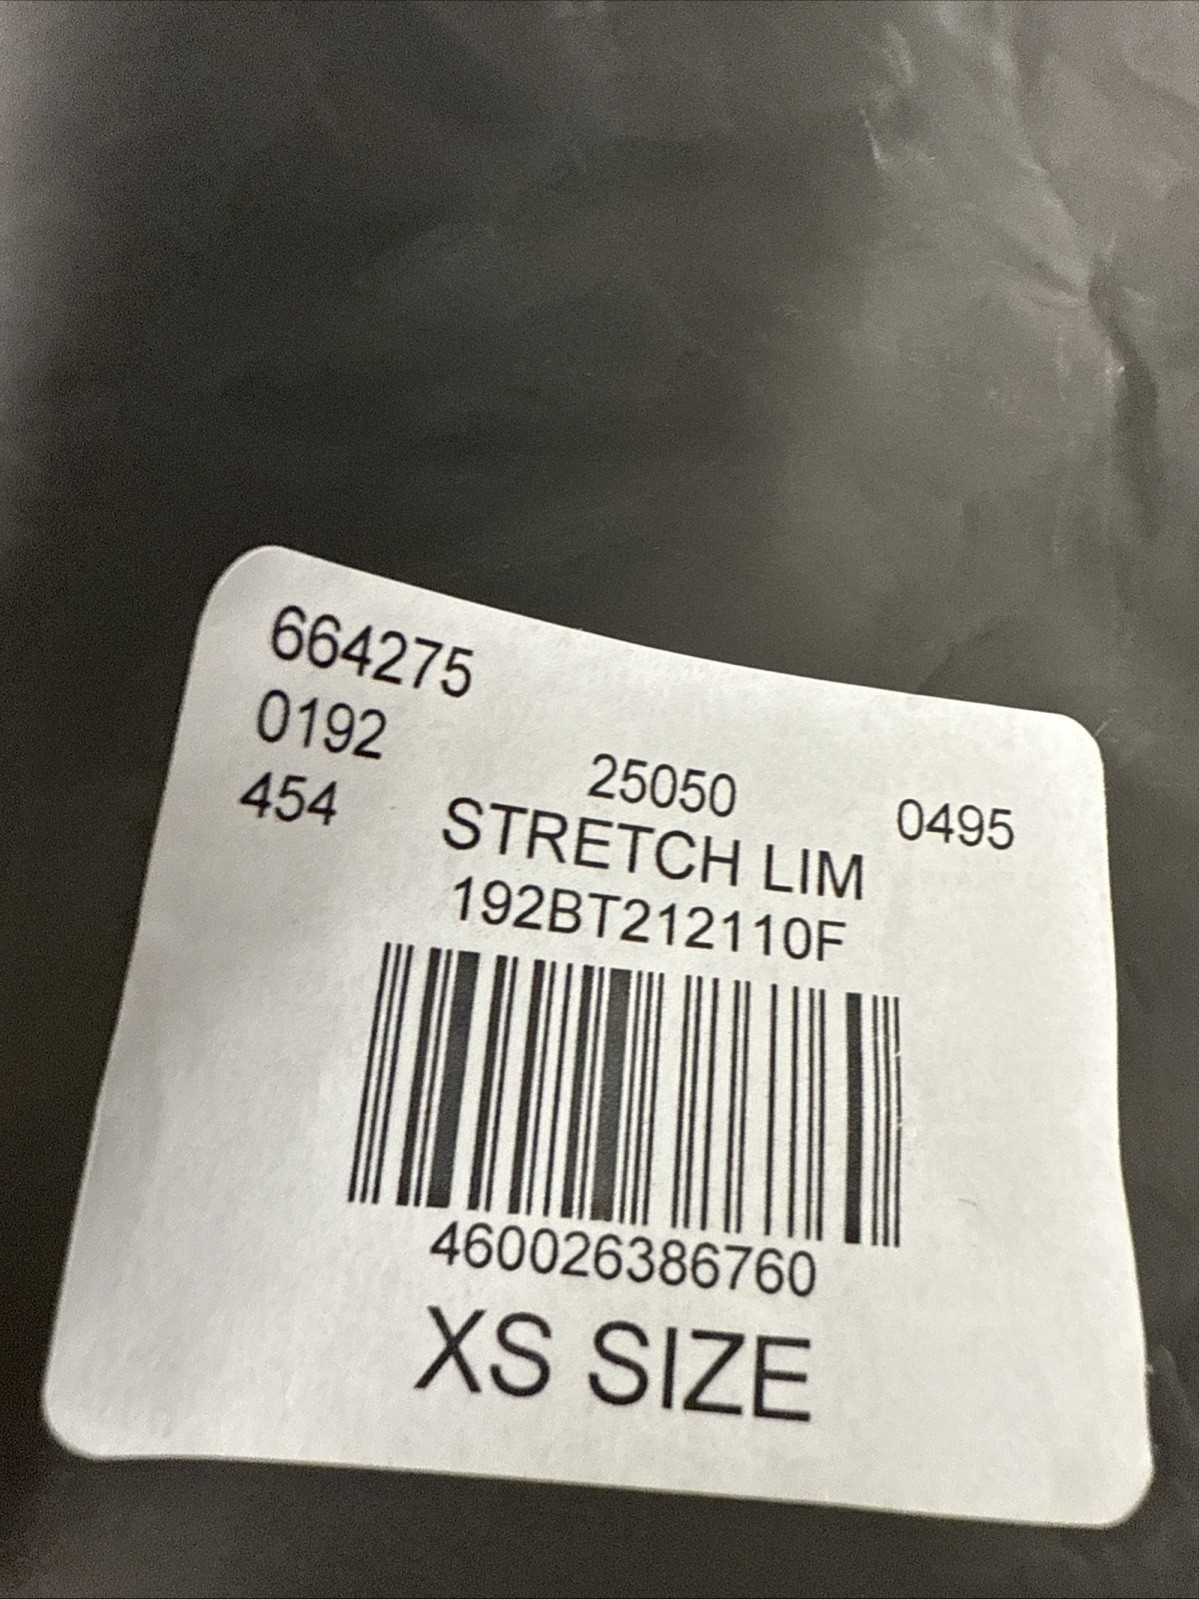 664275
0192
25050
0495
454
STRETCH LIM
192BT212110F
460026386760
XS SIZE